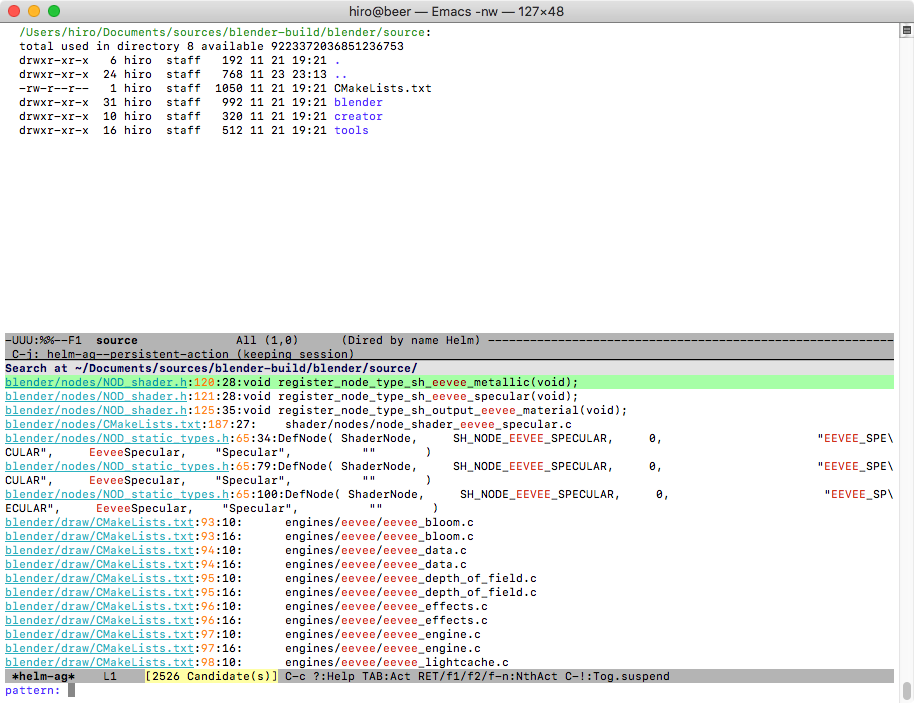 hiro@beer — Emacs -nw — 127×48
/Users/hiro/Documents/sources/blender-build/blender/source:
total used in directory 8 available 9223372036851236753
drwxr-xr-x   6 hiro  staff   192 11 21 19:21 .
drwxr-xr-x  24 hiro  staff   768 11 23 23:13 ..
-rw-r--r--   1 hiro  staff  1050 11 21 19:21 CMakeLists.txt
drwxr-xr-x  31 hiro  staff   992 11 21 19:21 blender
drwxr-xr-x  10 hiro  staff   320 11 21 19:21 creator
drwxr-xr-x  16 hiro  staff   512 11 21 19:21 tools
-UUU:%%--F1  source              All (1,0)      (Dired by name Helm) ----------------------------------------------------------
C-j: helm-ag--persistent-action (keeping session)
Search at ~/Documents/sources/blender-build/blender/source/
blender/nodes/NOD_shader.h:120:28:void register_node_type_sh_eevee_metallic(void);
blender/nodes/NOD_shader.h:121:28:void register_node_type_sh_eevee_specular(void);
blender/nodes/NOD_shader.h:125:35:void register_node_type_sh_output_eevee_material(void);
blender/nodes/CMakeLists.txt:187:27:    shader/nodes/node_shader_eevee_specular.c
blender/nodes/NOD_static_types.h:65:34:DefNode( ShaderNode,     SH_NODE_EEVEE_SPECULAR,     0,                      "EEVEE_SPE\
CULAR",     EeveeSpecular,    "Specular",          ""       )
blender/nodes/NOD_static_types.h:65:79:DefNode( ShaderNode,     SH_NODE_EEVEE_SPECULAR,     0,                      "EEVEE_SPE\
CULAR",     EeveeSpecular,    "Specular",          ""       )
blender/nodes/NOD_static_types.h:65:100:DefNode( ShaderNode,     SH_NODE_EEVEE_SPECULAR,     0,                      "EEVEE_SP\
ECULAR",     EeveeSpecular,    "Specular",          ""       )
blender/draw/CMakeLists.txt:93:10:      engines/eevee/eevee_bloom.c
blender/draw/CMakeLists.txt:93:16:      engines/eevee/eevee_bloom.c
blender/draw/CMakeLists.txt:94:10:      engines/eevee/eevee_data.c
blender/draw/CMakeLists.txt:94:16:      engines/eevee/eevee_data.c
blender/draw/CMakeLists.txt:95:10:      engines/eevee/eevee_depth_of_field.c
blender/draw/CMakeLists.txt:95:16:      engines/eevee/eevee_depth_of_field.c
blender/draw/CMakeLists.txt:96:10:      engines/eevee/eevee_effects.c
blender/draw/CMakeLists.txt:96:16:      engines/eevee/eevee_effects.c
blender/draw/CMakeLists.txt:97:10:      engines/eevee/eevee_engine.c
blender/draw/CMakeLists.txt:97:16:      engines/eevee/eevee_engine.c
blender/draw/CMakeLists.txt:98:10:      engines/eevee/eevee_lightcache.c
*helm-ag*    L1    [2526 Candidate(s)] C-c ?:Help TAB:Act RET/f1/f2/f-n:NthAct C-!:Tog.suspend
pattern: